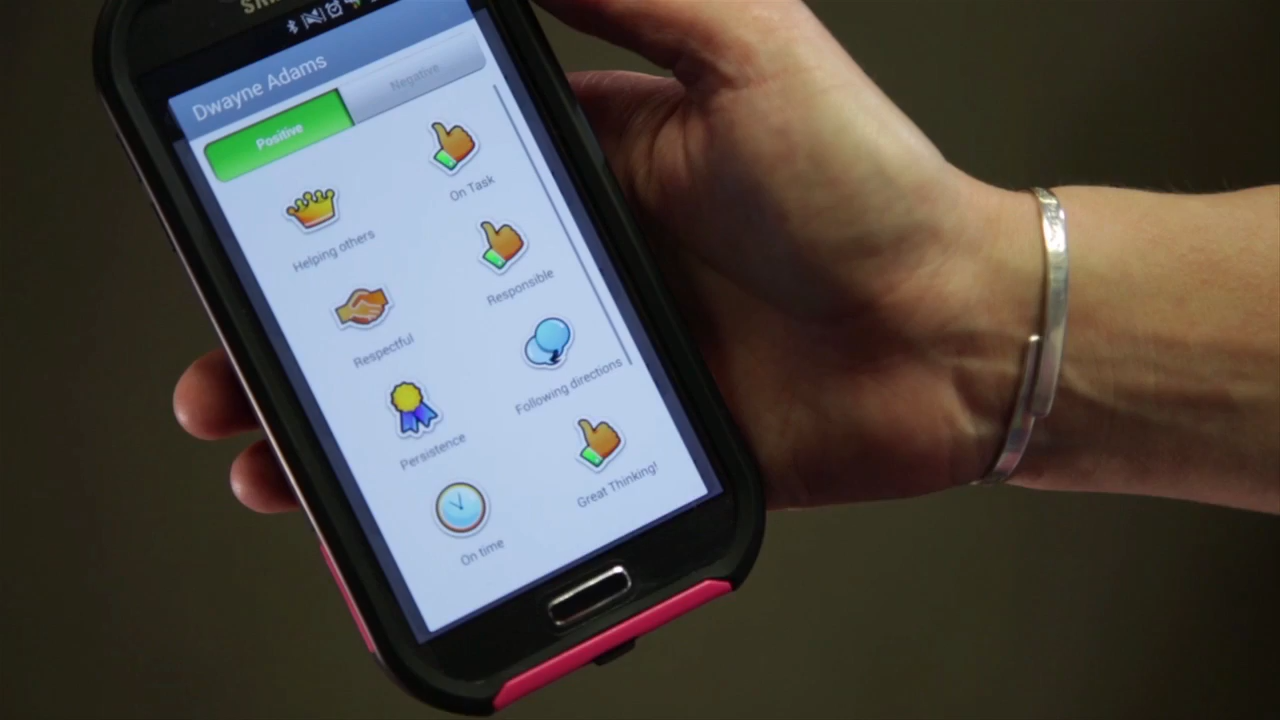 Dwayne Adams
Positive Negative
Helping others On Task
Respectful Responsible
Persistence Following directions
On time Great Thinking!